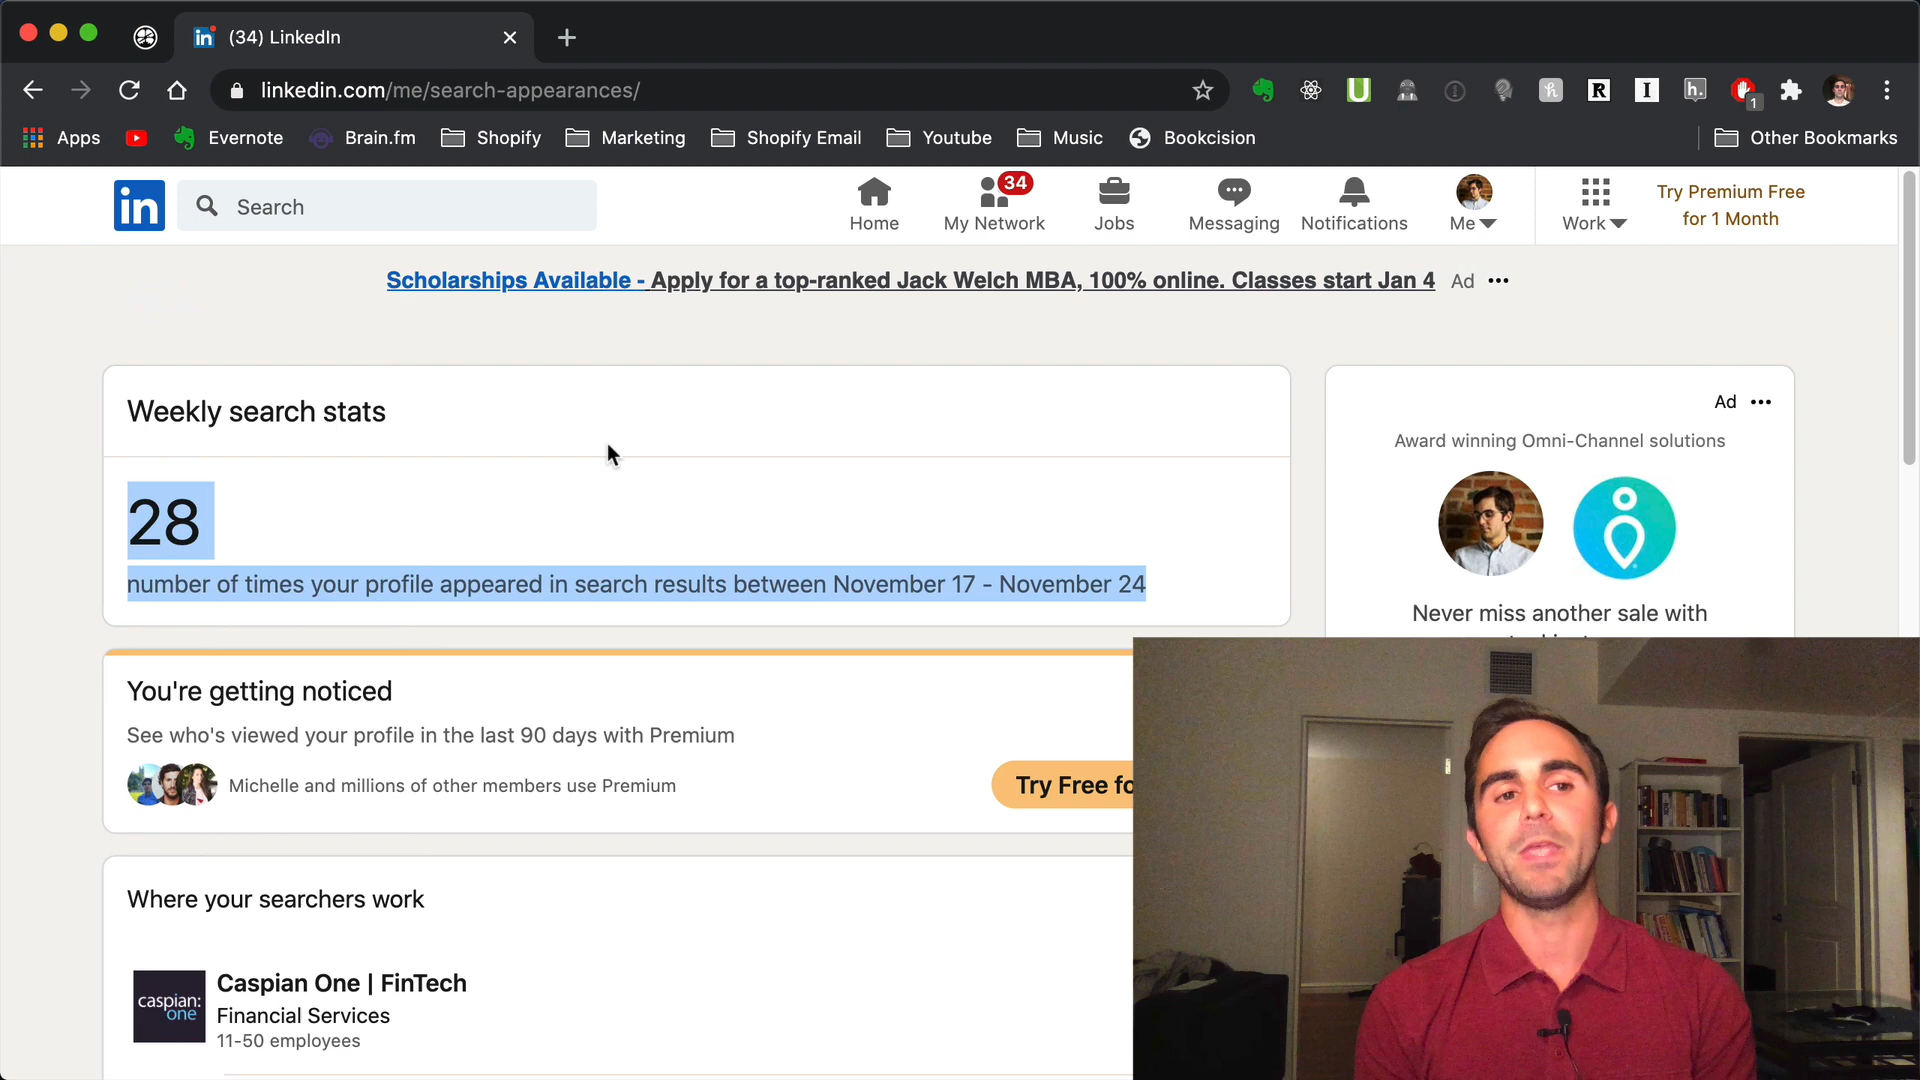 (34) LinkedIn
linkedin.com/me/search-appearances/
1
Apps
Evernote
Brain.fm
Shopify
Marketing
Shopify Email
Youtube
Music
Bookcision
Other Bookmarks
in
Search
Home
34
My Network
Jobs
Messaging
Notifications
Me
Work
Try Premium Free
for 1 Month
Scholarships Available - Apply for a top-ranked Jack Welch MBA, 100% online. Classes start Jan 4 Ad
Weekly search stats
28
number of times your profile appeared in search results between November 17 - November 24
Ad
Award winning Omni-Channel solutions
Never miss another sale with
You're getting noticed
See who's viewed your profile in the last 90 days with Premium
Michelle and millions of other members use Premium
Try Free fo
Where your searchers work
caspian:
one
Caspian One | FinTech
Financial Services
11-50 employees